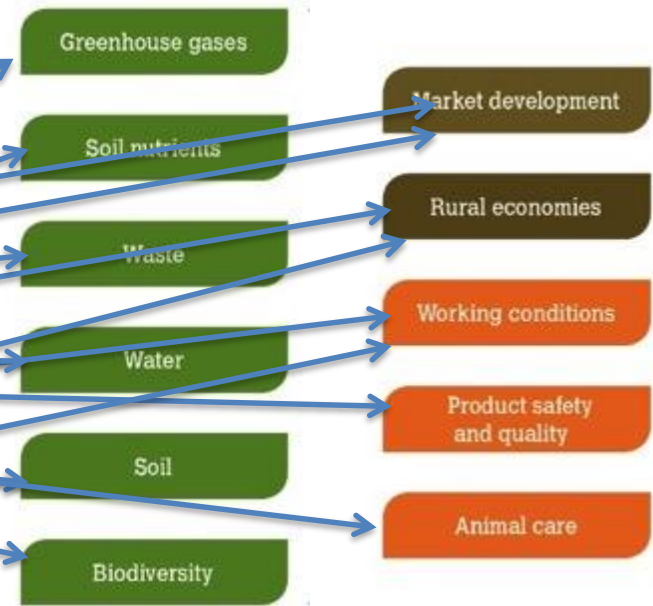 Greenhouse gases
Soil nutrients
Waste
Water
Soil
Biodiversity
Market development
Rural economies
Working conditions
Product safety
and quality
Animal care